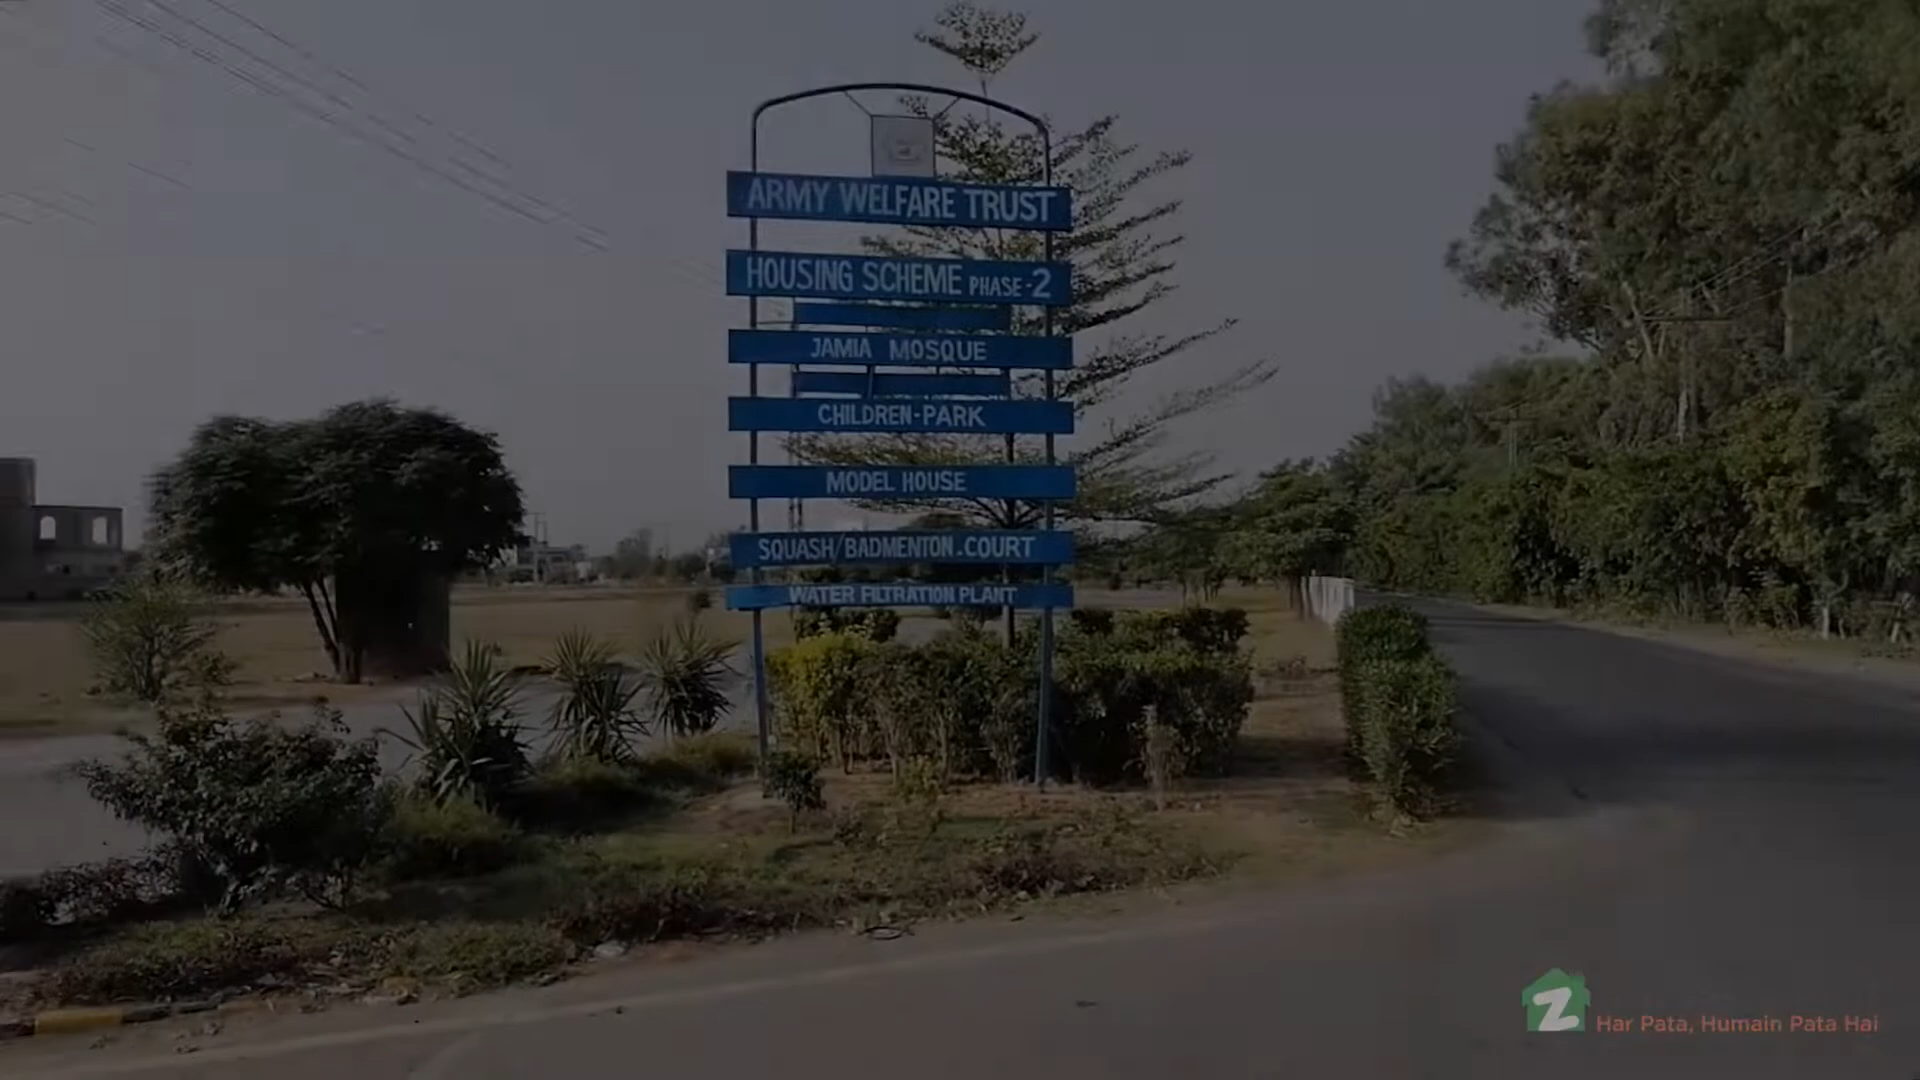 ARMY WELFARE TRUST
HOUSING SCHEME PHASE-2
JAMIA MOSQUE
CHILDREN-PARK
MODEL HOUSE
SQUASH/BADMENTON.COURT
WATER FILTRATION PLANT
Z
Har Pata, Humain Pata Hai